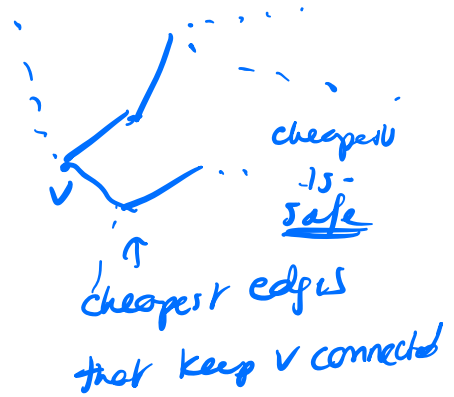 cheapest
is
safe
v
cheapest edges
that keep v connected